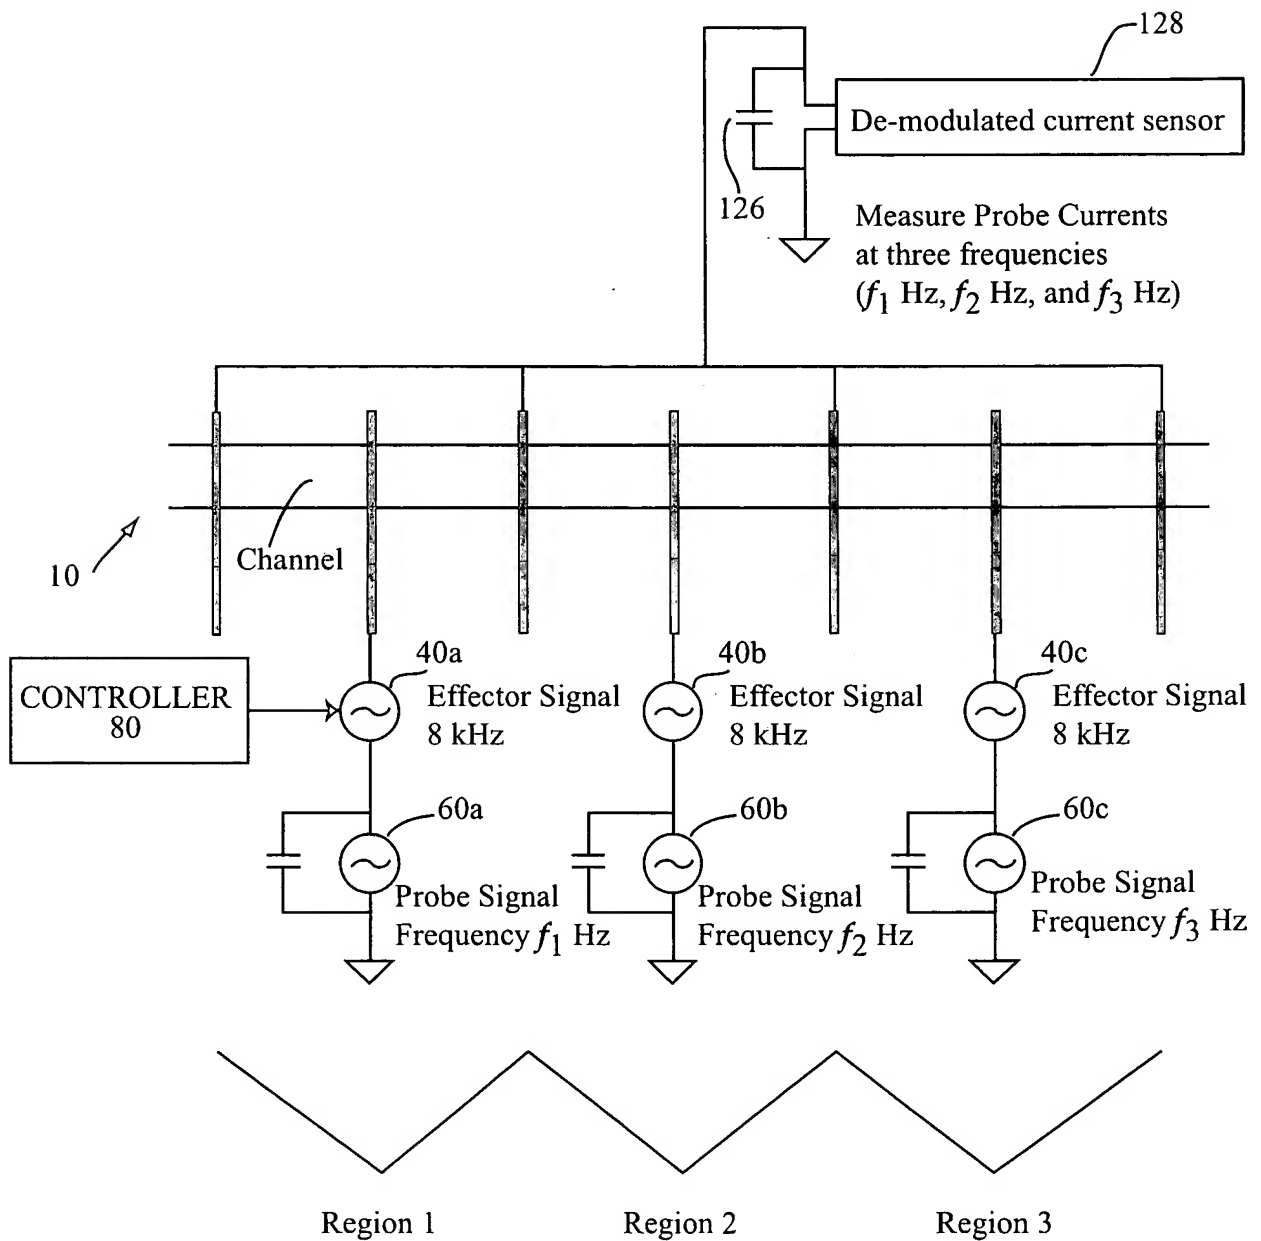 128
De-modulated current sensor
126
Measure Probe Currents
at three frequencies
(f1 Hz, f2 Hz, and f3 Hz)
Channel
10
CONTROLLER
80
40a
Effector Signal
8 kHz
40b
Effector Signal
8 kHz
40c
Effector Signal
8 kHz
60a
Probe Signal
Frequency f1 Hz
60b
Probe Signal
Frequency f2 Hz
60c
Probe Signal
Frequency f3 Hz
Region 1
Region 2
Region 3